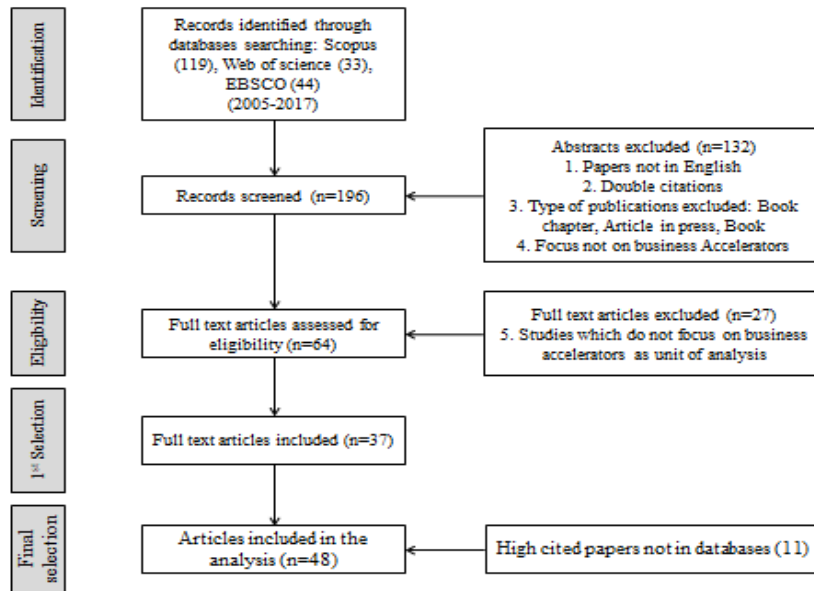 Identification
Records identified through
databases searching: Scopus
(119), Web of science (33),
EBSCO (44)
(2005-2017)
Screening
Records screened (n=196)
Abstracts excluded (n=132)
1. Papers not in English
2. Double citations
3. Type of publications excluded: Book
chapter, Article in press, Book
4. Focus not on business Accelerators
Eligibility
Full text articles assessed for
eligibility (n=64)
Full text articles excluded (n=27)
5. Studies which do not focus on business
accelerators as unit of analysis
1st Selection
Full text articles included (n=37)
Final
selection
Articles included in the
analysis (n=48)
High cited papers not in databases (11)